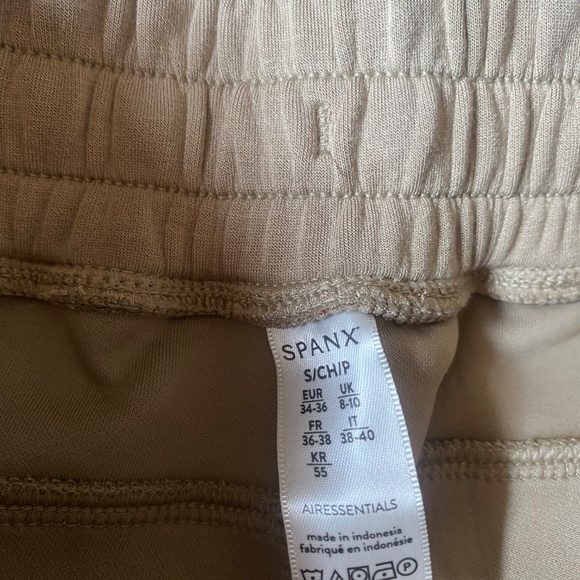 SPANX
S/CH/P
EUR UK
34-36 8-10
FR IT
36-38 38-40
KR
55
AIRESSENTIALS
made in indonesia
fabriqué en indonésie
P